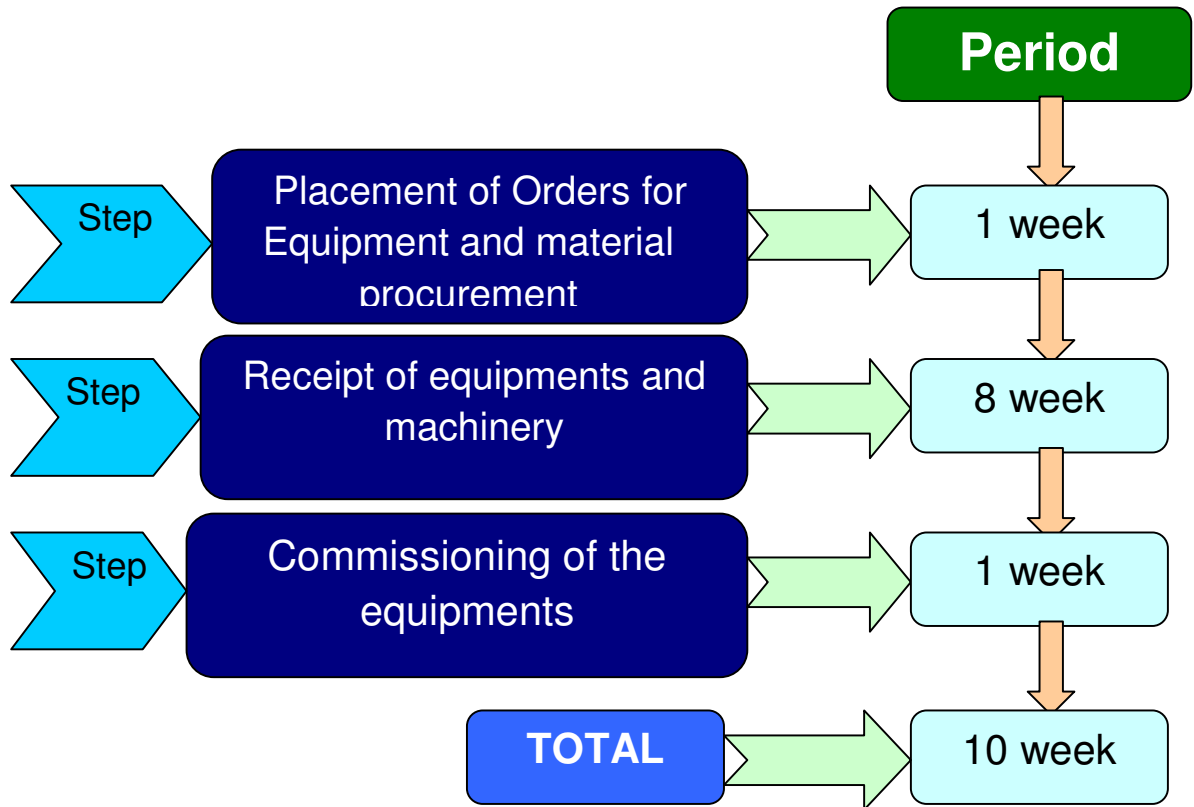 Period
Step
Placement of Orders for
Equipment and material
procurement
1 week
Step
Receipt of equipments and
machinery
8 week
Step
Commissioning of the
equipments
1 week
TOTAL
10 week